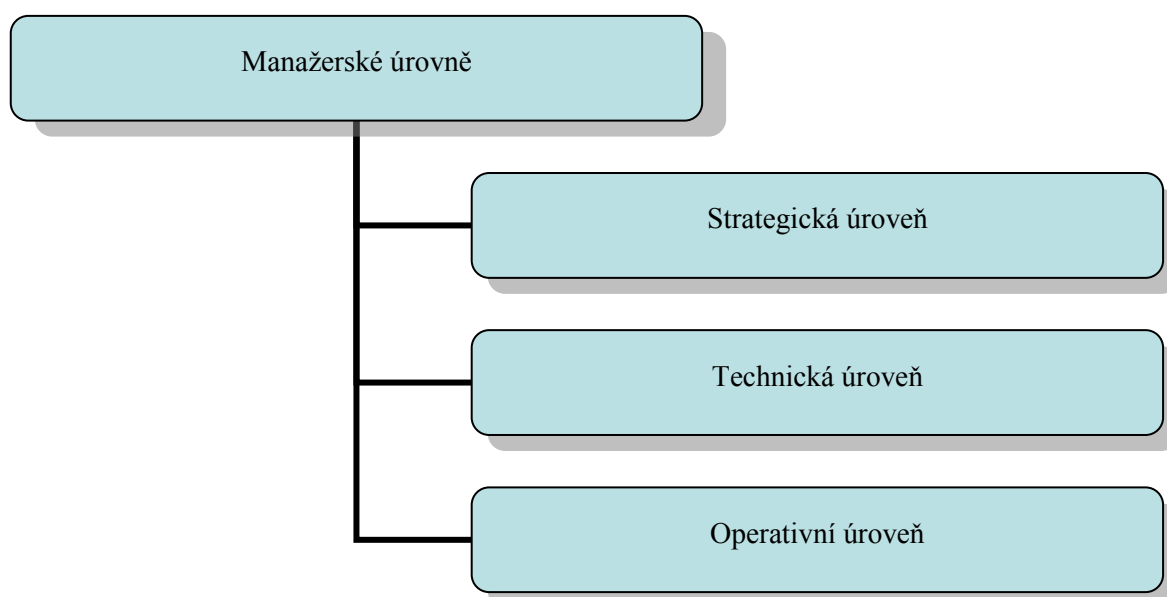 Manažerské úrovně
Strategická úroveň
Technická úroveň
Operativní úroveň